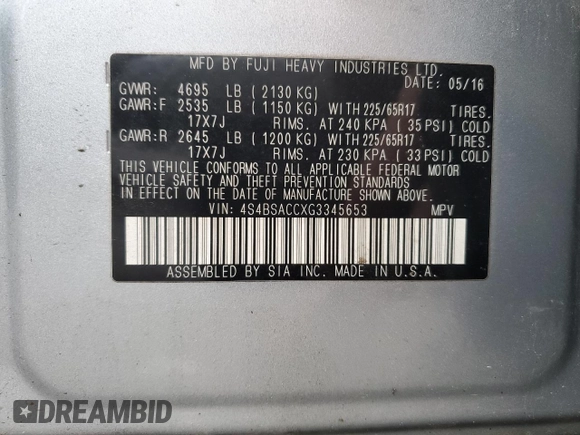 MFD BY FUJI HEAVY INDUSTRIES LTD.
DATE: 05/16
GVWR: 4695 LB ( 2130 KG)
GAWR:F 2535 LB ( 1150 KG) WITH 225/65R17 TIRES.
17X7J RIMS. AT 240 KPA ( 35 PSI) COLD
GAWR:R 2645 LB ( 1200 KG) WITH 225/65R17 TIRES.
17X7J RIMS. AT 230 KPA ( 33 PSI) COLD
THIS VEHICLE CONFORMS TO ALL APPLICABLE FEDERAL MOTOR
VEHICLE SAFETY AND THEFT PREVENTION STANDARDS
IN EFFECT ON THE DATE OF MANUFACTURE SHOWN ABOVE.
VIN: 4S4BSACCXG3345653 MPV
ASSEMBLED BY SIA INC. MADE IN U.S.A.
DREAMBID